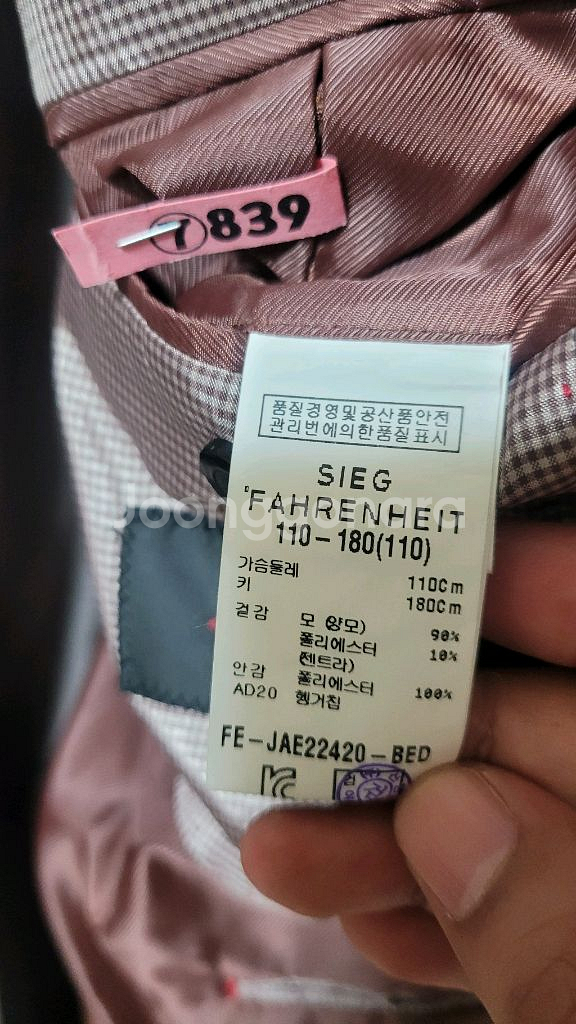 ⑦839
품질경영및공산품안전
관리법에의한품질표시
SIEG
°FAHRENHEIT
Joonggonara
110-180(110)
가슴둘레 110Cm
키 180Cm
겉감 모 (양모) 90%
폴리에스터 10%
(젠트라)
안감 폴리에스터 100%
AD20 행거칩
FE-JAE22420-BED